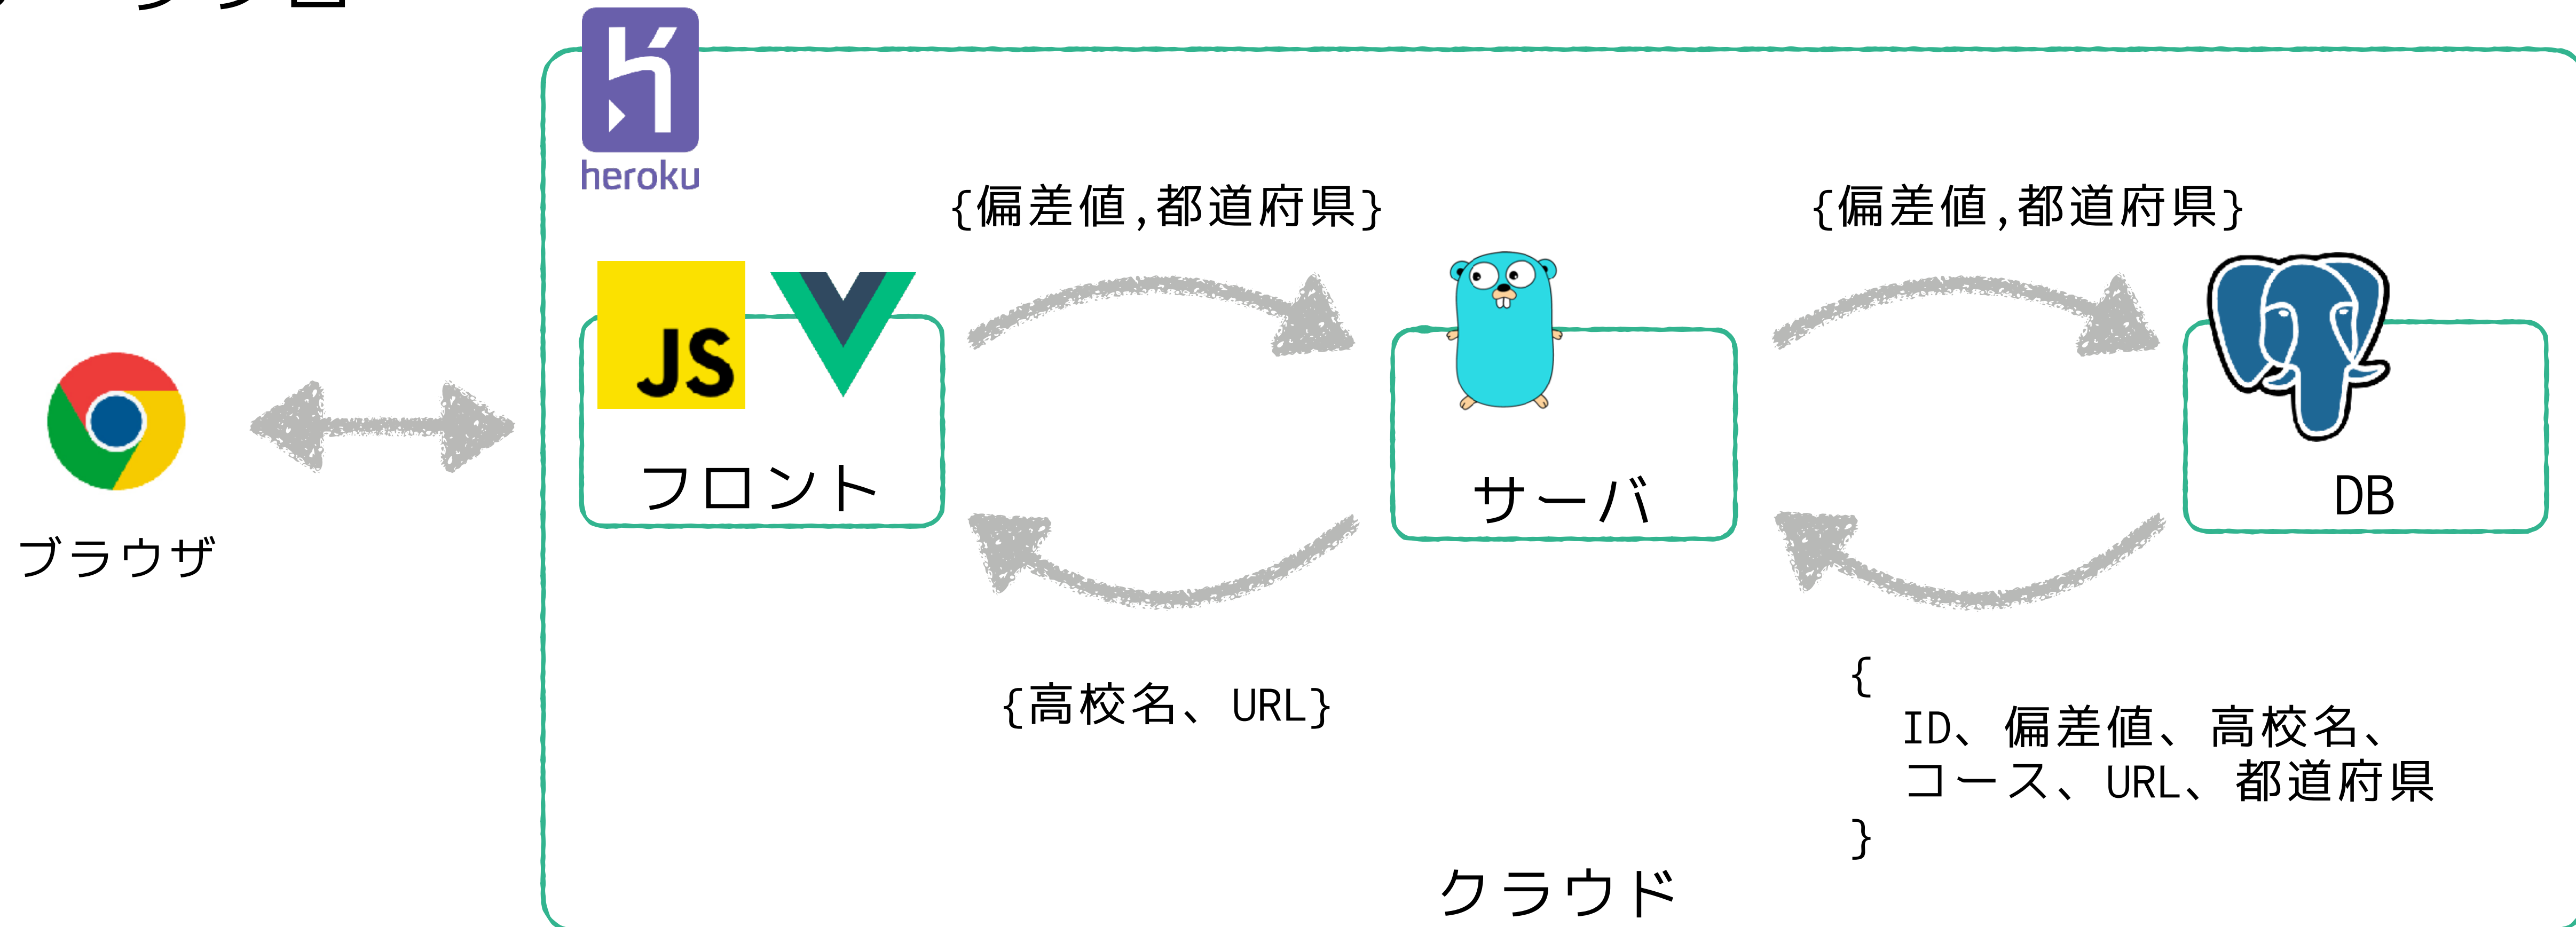 heroku
{偏差値,都道府県}
{偏差値,都道府県}
JS
フロント
サーバ
DB
ブラウザ
{高校名、URL}
{
ID、偏差値、高校名、
コース、URL、都道府県
}
クラウド